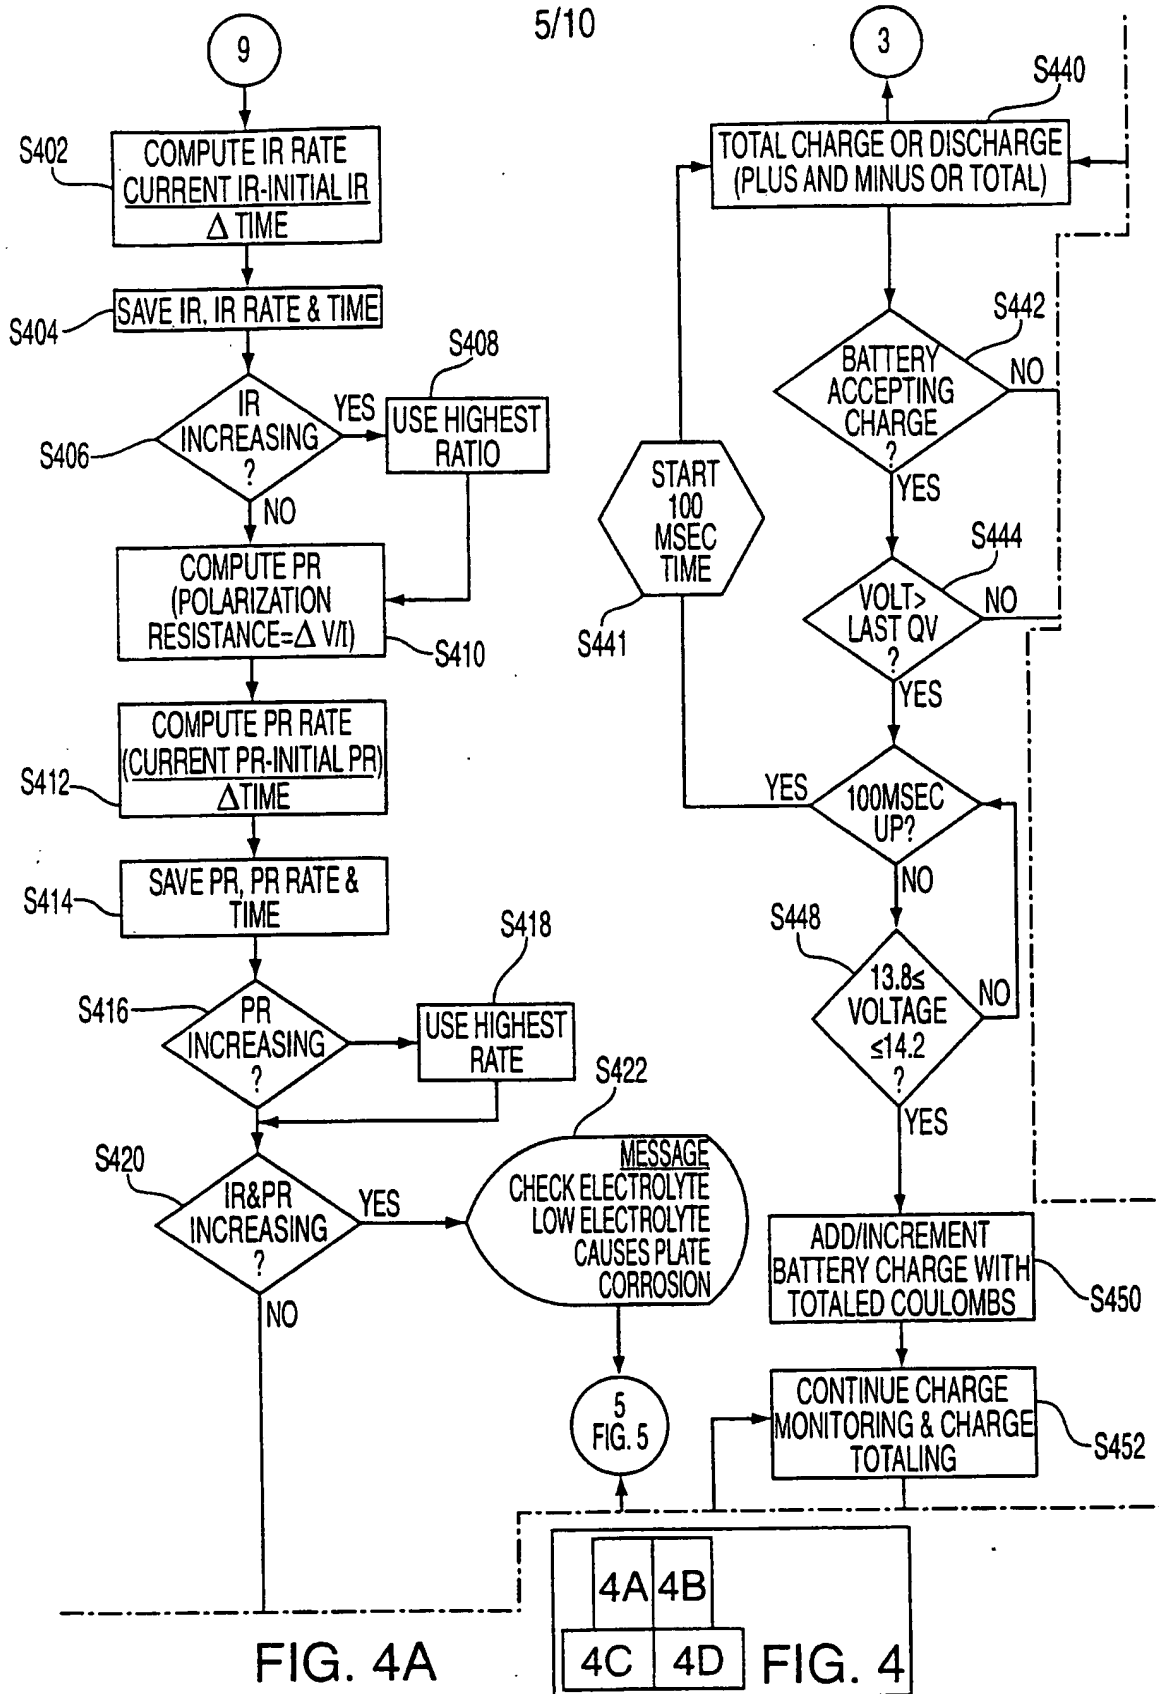 5/10
9
S402
COMPUTE IR RATE
CURRENT IR-INITIAL IR
Δ TIME
S404
SAVE IR, IR RATE & TIME
S406
IR
INCREASING
?
YES
NO
S408
USE HIGHEST
RATIO
COMPUTE PR
(POLARIZATION
RESISTANCE=Δ V/I)
S410
S412
COMPUTE PR RATE
(CURRENT PR-INITIAL PR)
ΔTIME
S414
SAVE PR, PR RATE &
TIME
S416
PR
INCREASING
?
S418
USE HIGHEST
RATE
S420
IR&PR
INCREASING
?
YES
NO
S422
MESSAGE
CHECK ELECTROLYTE
LOW ELECTROLYTE
CAUSES PLATE
CORROSION
5
FIG. 5
3
S440
TOTAL CHARGE OR DISCHARGE
(PLUS AND MINUS OR TOTAL)
START
100
MSEC
TIME
S441
S442
BATTERY
ACCEPTING
CHARGE
?
NO
YES
S444
VOLT>
LAST QV
?
NO
YES
100MSEC
UP?
YES
NO
S448
13.8≤
VOLTAGE
≤14.2
?
NO
YES
ADD/INCREMENT
BATTERY CHARGE WITH
TOTALED COULOMBS
S450
CONTINUE CHARGE
MONITORING & CHARGE
TOTALING
S452
4A 4B
4C 4D
FIG. 4A
FIG. 4